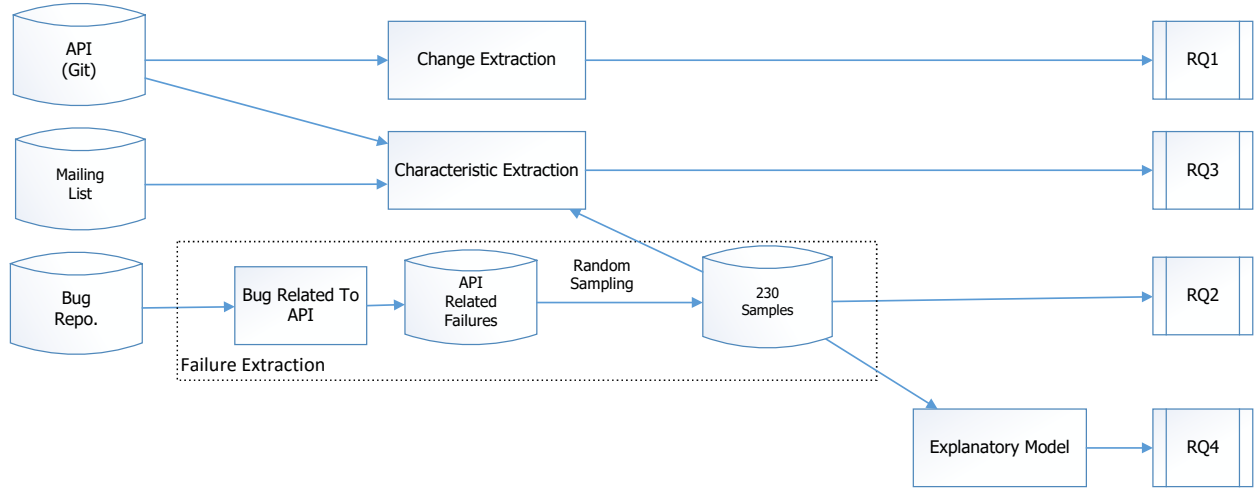 API
(Git)
Change Extraction
RQ1
Mailing
List
Characteristic Extraction
RQ3
Bug
Repo.
Bug Related To
API
API
Related
Failures
Random
Sampling
230
Samples
RQ2
Failure Extraction
Explanatory Model
RQ4